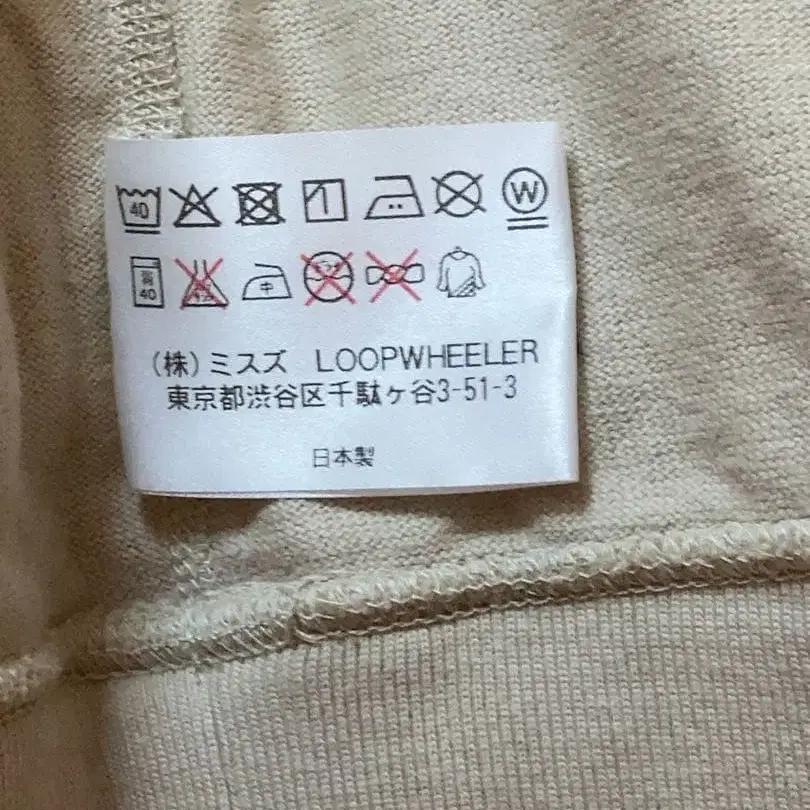 40 W
弱 40 中
(株)ミスズ LOOPWHEELER
東京都渋谷区千駄ヶ谷3-51-3
日本製